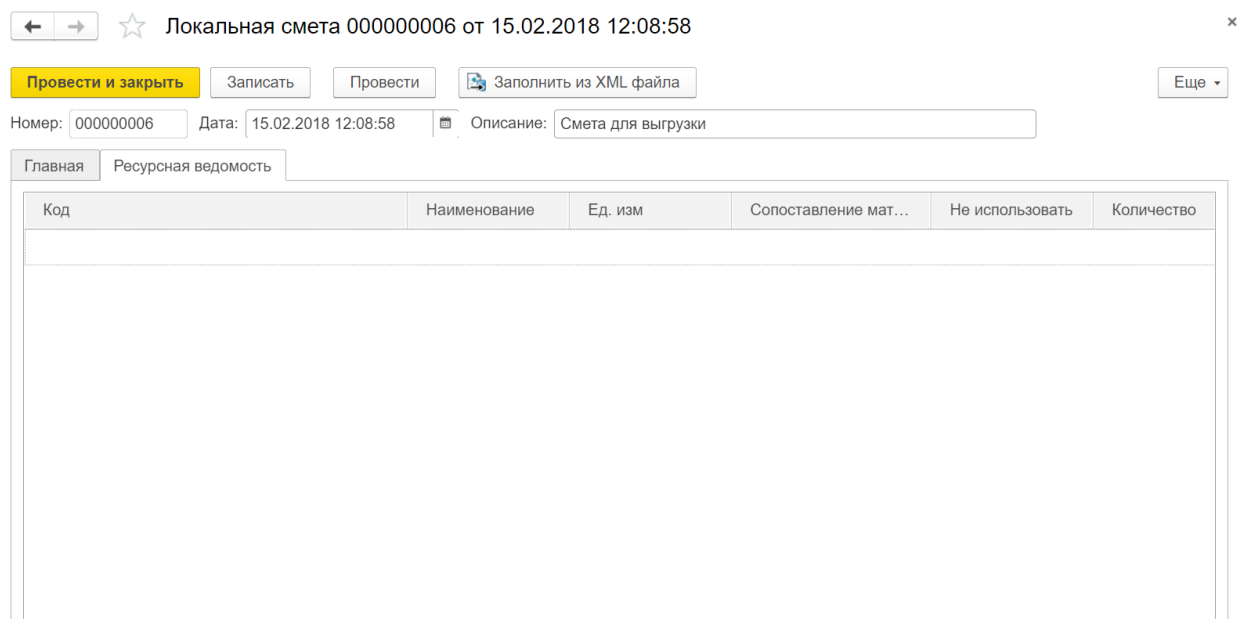 Локальная смета 000000006 от 15.02.2018 12:08:58
Провести и закрыть Записать Провести Заполнить из XML файла Еще
Номер: 000000006 Дата: 15.02.2018 12:08:58 Описание: Смета для выгрузки
Главная Ресурсная ведомость
Код Наименование Ед. изм Сопоставление мат... Не использовать Количество